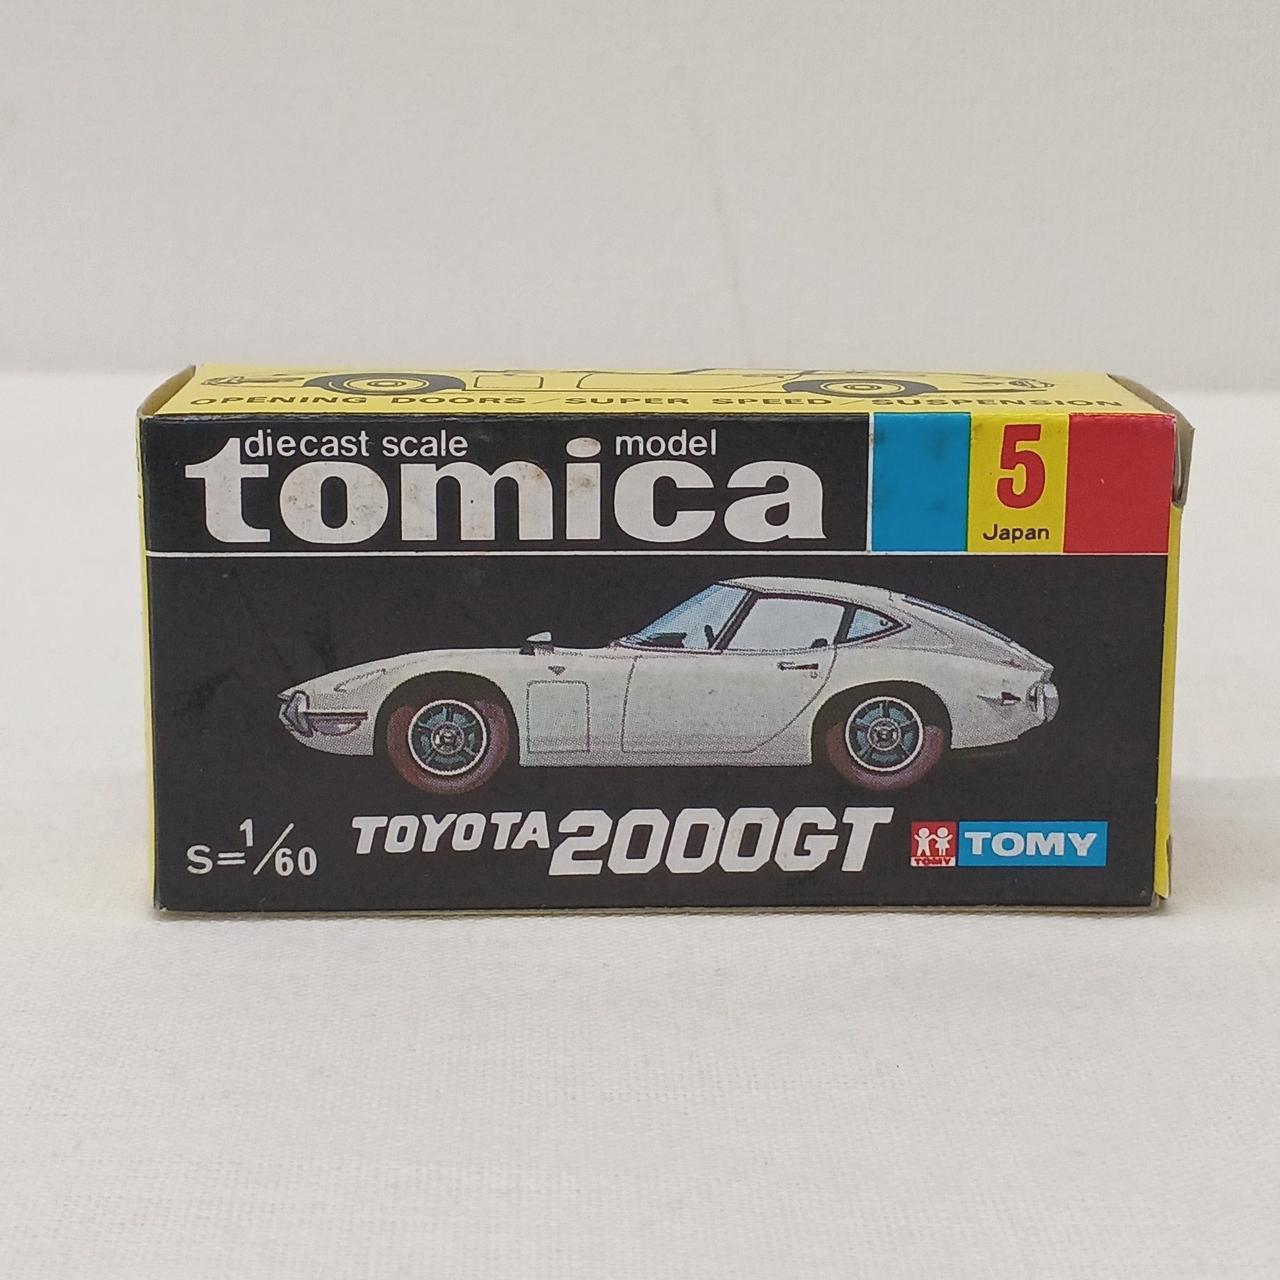 OPENING DOORS / SUPER SPEED / SUSPENSION
diecast scale model
tomica
5
Japan
S=1/60
TOYOTA 2000GT
TOMY
TOMY